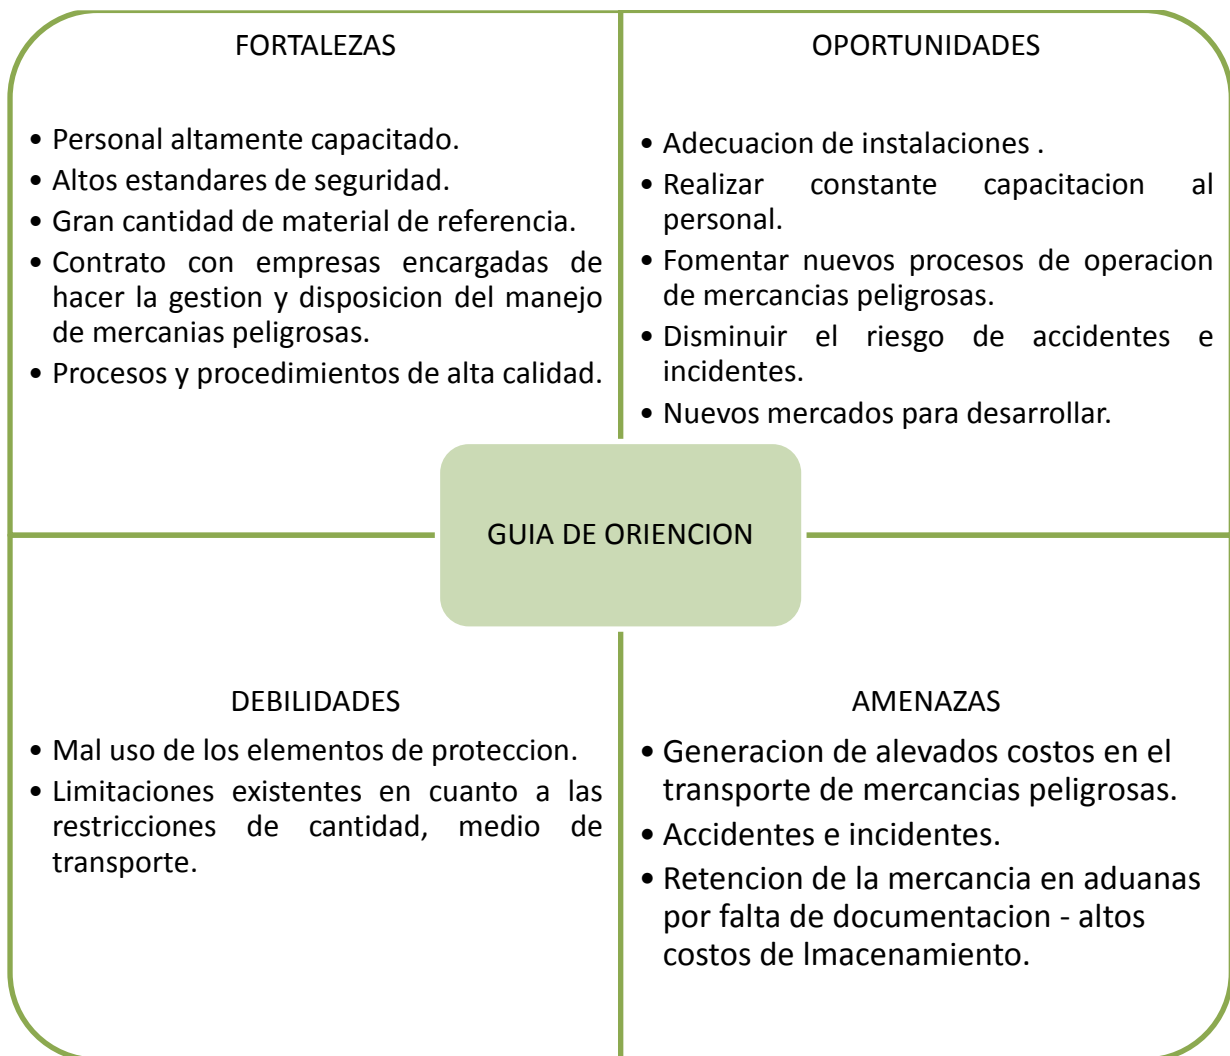 FORTALEZAS
• Personal altamente capacitado.
• Altos estandares de seguridad.
• Gran cantidad de material de referencia.
• Contrato con empresas encargadas de
hacer la gestion y disposicion del manejo
de mercanias peligrosas.
• Procesos y procedimientos de alta calidad.
OPORTUNIDADES
• Adecuacion de instalaciones .
• Realizar constante capacitacion al
personal.
• Fomentar nuevos procesos de operacion
de mercancias peligrosas.
• Disminuir el riesgo de accidentes e
incidentes.
• Nuevos mercados para desarrollar.
GUIA DE ORIENCION
DEBILIDADES
• Mal uso de los elementos de proteccion.
• Limitaciones existentes en cuanto a las
restricciones de cantidad, medio de
transporte.
AMENAZAS
• Generacion de alevados costos en el
transporte de mercancias peligrosas.
• Accidentes e incidentes.
• Retencion de la mercancia en aduanas
por falta de documentacion - altos
costos de lmacenamiento.